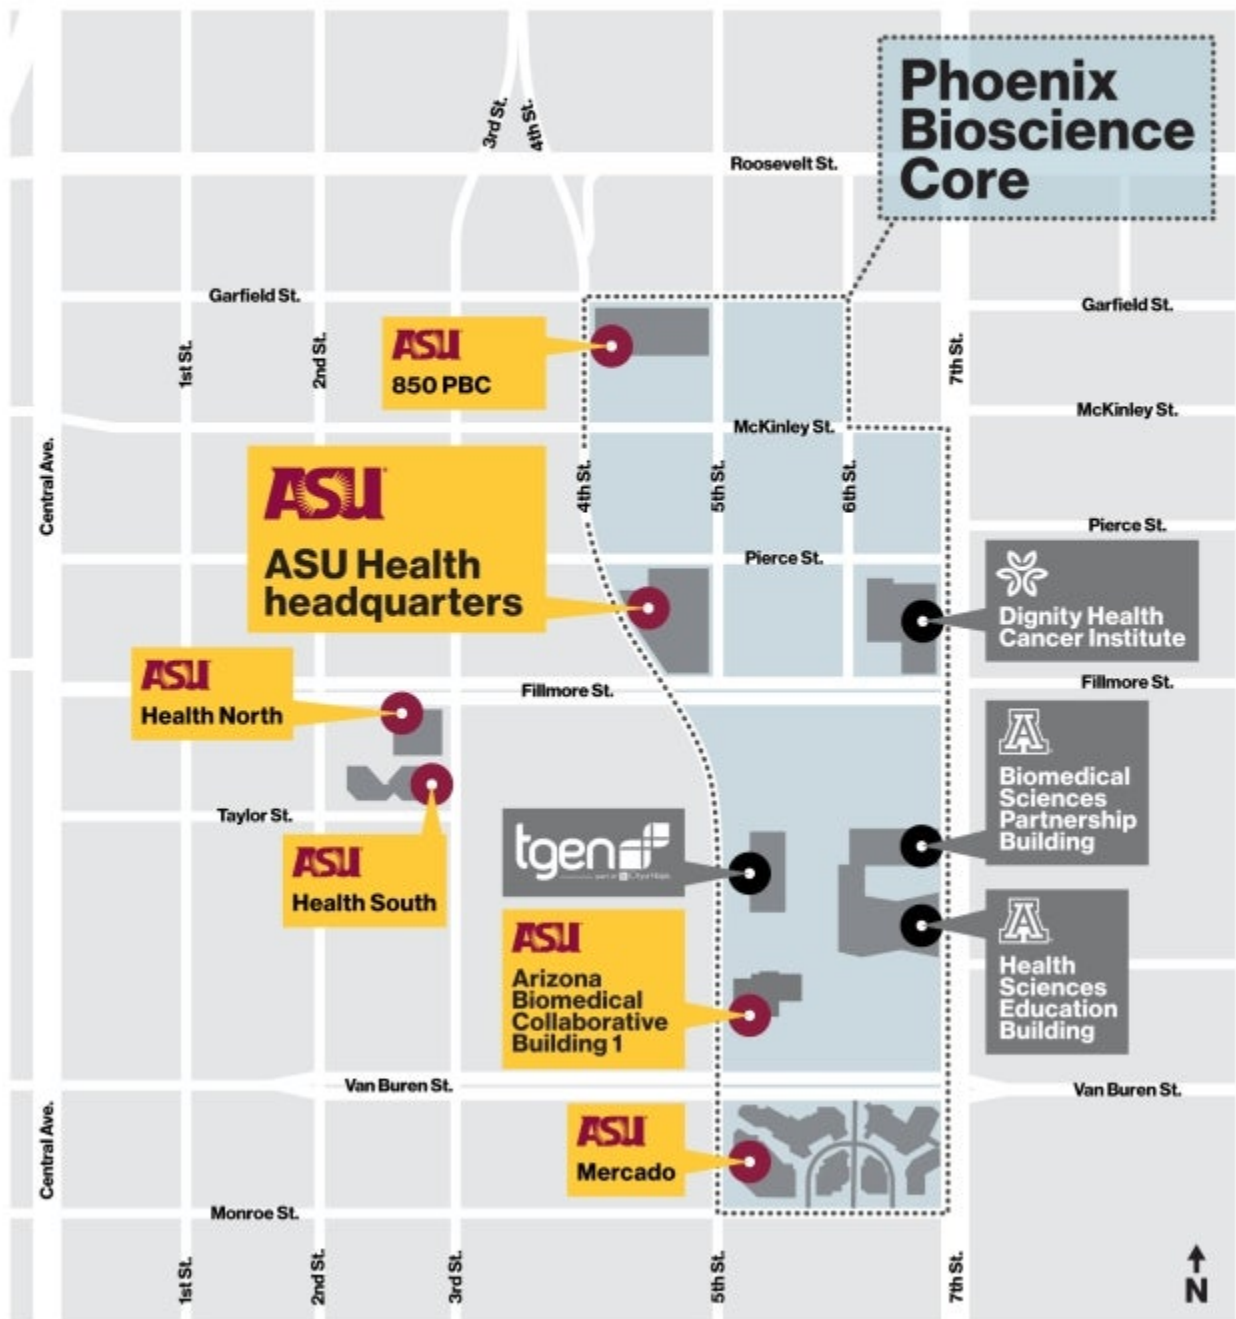 Phoenix
Bioscience
Core
3rd St.
4th St.
Roosevelt St.
Garfield St.
Garfield St.
1st St.
2nd St.
7th St.
ASU
850 PBC
McKinley St.
McKinley St.
Central Ave.
4th St.
5th St.
6th St.
ASU
ASU Health
headquarters
Pierce St.
Pierce St.
Dignity Health
Cancer Institute
ASU
Health North
Fillmore St.
Fillmore St.
A
Biomedical
Sciences
Partnership
Building
Taylor St.
ASU
Health South
tgen
part of City of Hope
ASU
Arizona
Biomedical
Collaborative
Building 1
A
Health
Sciences
Education
Building
Van Buren St.
Van Buren St.
Central Ave.
ASU
Mercado
Monroe St.
1st St.
2nd St.
3rd St.
5th St.
7th St.
N